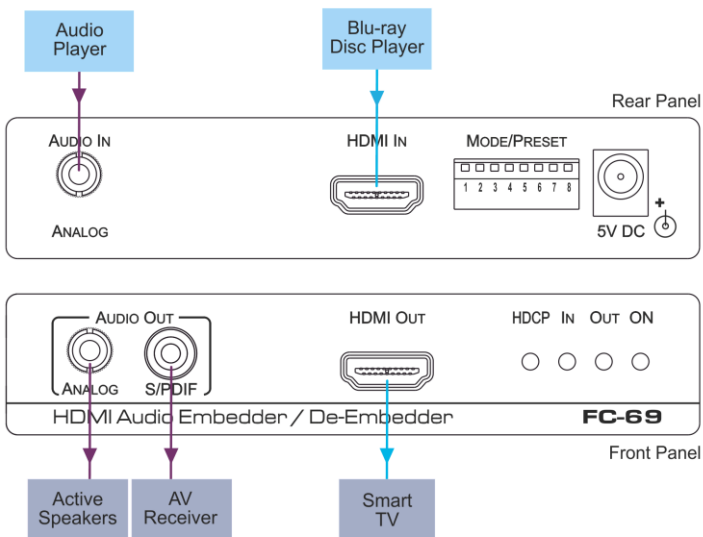 Audio
Player
Blu-ray
Disc Player
Rear Panel
AUDIO IN
HDMI IN
MODE/PRESET
1 2 3 4 5 6 7 8
ANALOG
+
5V DC
AUDIO OUT
HDMI OUT
HDCP IN OUT ON
ANALOG
S/PDIF
HDMI Audio Embedder / De-Embedder
FC-69
Front Panel
Active
Speakers
AV
Receiver
Smart
TV